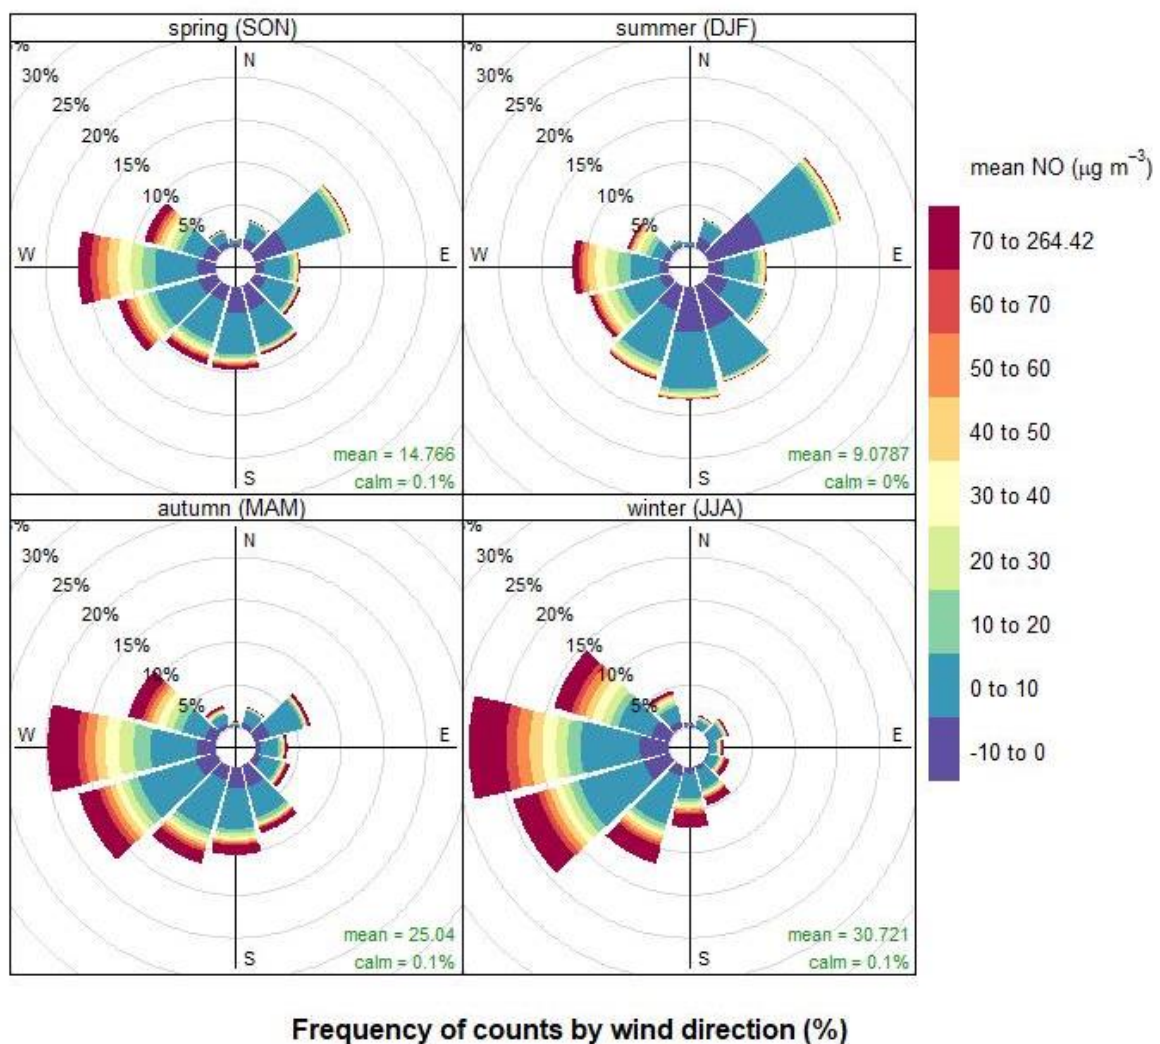 spring (SON)
%
30%
25%
20%
15%
10%
5%
N
W
E
S
mean = 14.766
calm = 0.1%
summer (DJF)
%
30%
25%
20%
15%
10%
5%
N
W
E
S
mean = 9.0787
calm = 0%
autumn (MAM)
%
30%
25%
20%
15%
10%
5%
N
W
E
S
mean = 25.04
calm = 0.1%
winter (JJA)
%
30%
25%
20%
15%
10%
5%
N
W
E
S
mean = 30.721
calm = 0.1%
mean NO (μg m⁻³)
70 to 264.42
60 to 70
50 to 60
40 to 50
30 to 40
20 to 30
10 to 20
0 to 10
-10 to 0
Frequency of counts by wind direction (%)